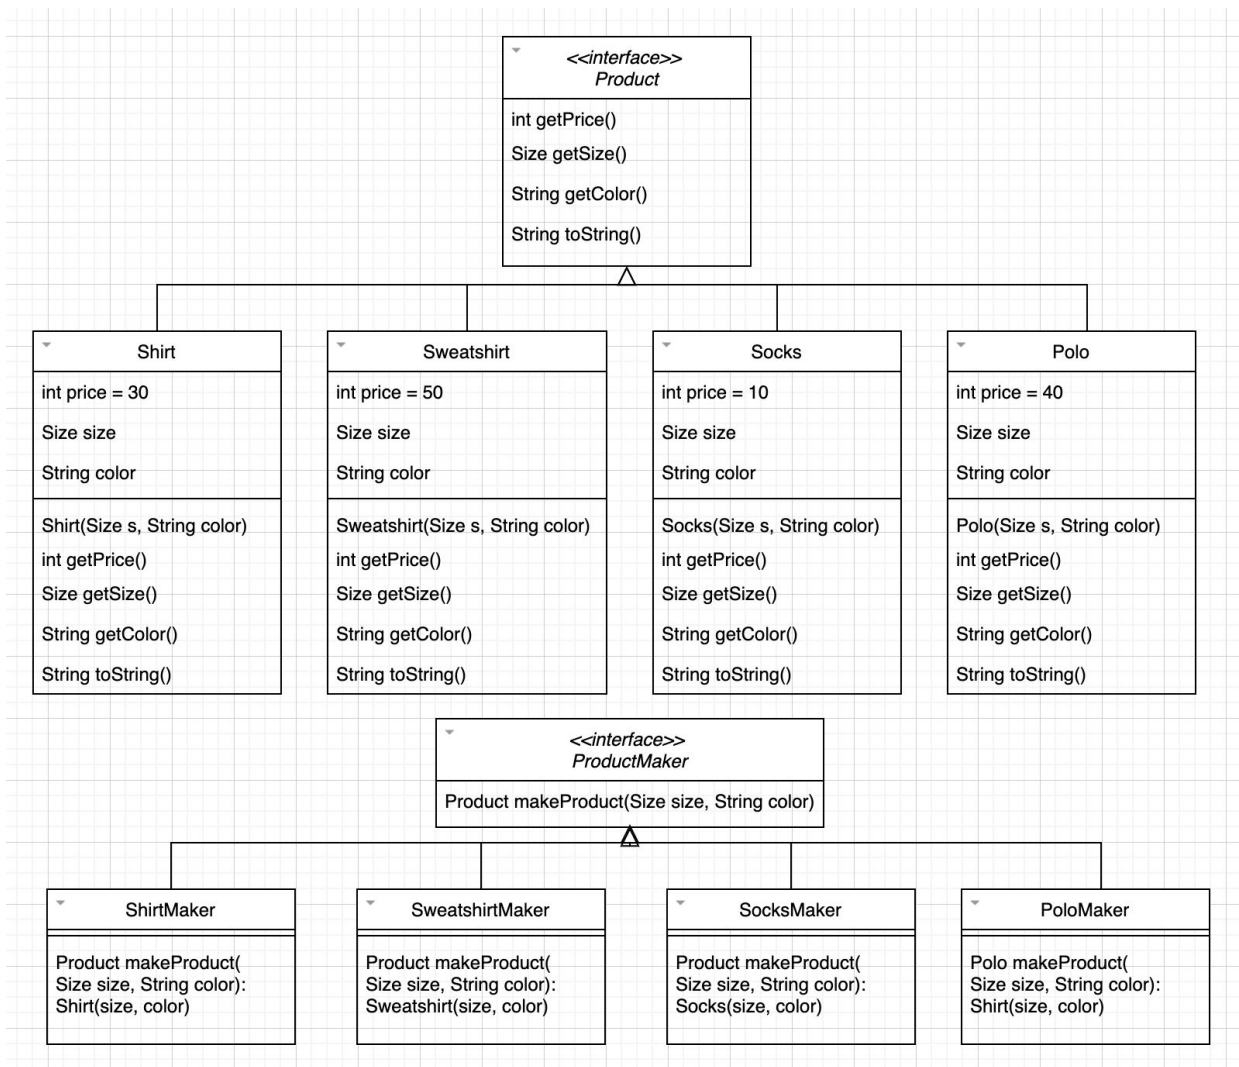 <<interface>>
Product
int getPrice()
Size getSize()
String getColor()
String toString()
Shirt
int price = 30
Size size
String color
Shirt(Size s, String color)
int getPrice()
Size getSize()
String getColor()
String toString()
Sweatshirt
int price = 50
Size size
String color
Sweatshirt(Size s, String color)
int getPrice()
Size getSize()
String getColor()
String toString()
Socks
int price = 10
Size size
String color
Socks(Size s, String color)
int getPrice()
Size getSize()
String getColor()
String toString()
Polo
int price = 40
Size size
String color
Polo(Size s, String color)
int getPrice()
Size getSize()
String getColor()
String toString()
<<interface>>
ProductMaker
Product makeProduct(Size size, String color)
ShirtMaker
Product makeProduct(
Size size, String color):
Shirt(size, color)
SweatshirtMaker
Product makeProduct(
Size size, String color):
Sweatshirt(size, color)
SocksMaker
Product makeProduct(
Size size, String color):
Socks(size, color)
PoloMaker
Polo makeProduct(
Size size, String color):
Shirt(size, color)